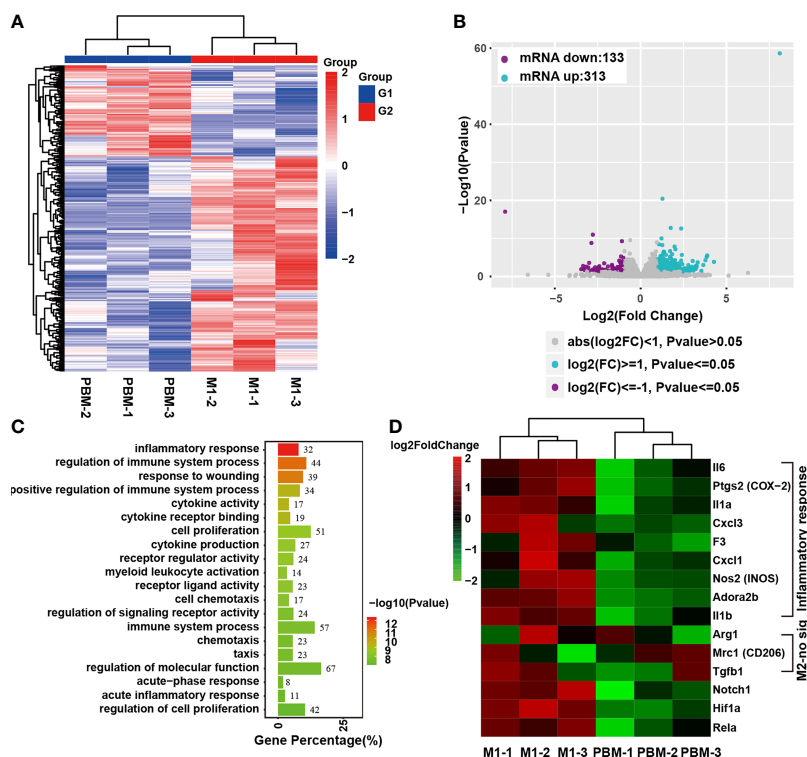 A
Group
2
1
0
−1
−2
Group
G1
G2
PBM-2
PBM-1
PBM-3
M1-2
M1-1
M1-3
B
60
40
20
0
−Log10(Pvalue)
mRNA down:133
mRNA up:313
−5
0
5
Log2(Fold Change)
abs(log2FC)<1, Pvalue>0.05
log2(FC)>=1, Pvalue<=0.05
log2(FC)<=-1, Pvalue<=0.05
C
inflammatory response 32
regulation of immune system process 44
response to wounding 39
positive regulation of immune system process 34
cytokine activity 17
cytokine receptor binding 19
cell proliferation 51
cytokine production 27
receptor regulator activity 24
myeloid leukocyte activation 14
receptor ligand activity 23
cell chemotaxis 17
regulation of signaling receptor activity 24
immune system process 57
chemotaxis 23
taxis 23
regulation of molecular function 67
acute−phase response 8
acute inflammatory response 11
regulation of cell proliferation 42
0
25
Gene Percentage(%)
−log10(Pvalue)
12
11
10
9
8
D
log2FoldChange
2
1
0
−1
−2
Il6
Ptgs2 (COX−2)
Il1a
Cxcl3
F3
Cxcl1
Nos2 (INOS)
Adora2b
Il1b
Arg1
Mrc1 (CD206)
Tgfb1
Notch1
Hif1a
Rela
Inflammatory response
M2-no sig
M1-1
M1-2
M1-3
PBM-1
PBM-2
PBM-3